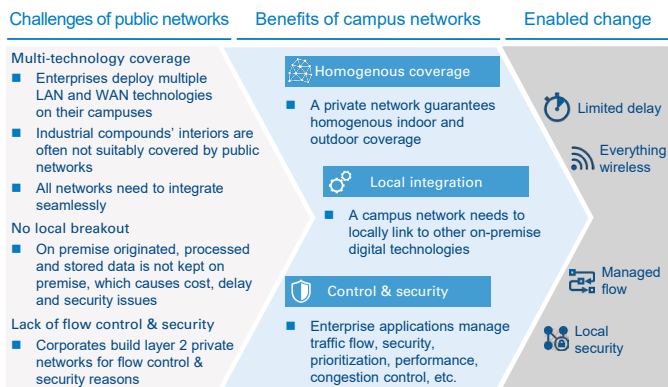 Challenges of public networks
Multi-technology coverage
Enterprises deploy multiple
LAN and WAN technologies
on their campuses
Industrial compounds' interiors are
often not suitably covered by public
networks
All networks need to integrate
seamlessly
No local breakout
On premise originated, processed
and stored data is not kept on
premise, which causes cost, delay
and security issues
Lack of flow control & security
Corporates build layer 2 private
networks for flow control &
security reasons
Benefits of campus networks
Homogenous coverage
A private network guarantees
homogenous indoor and
outdoor coverage
Local integration
A campus network needs to
locally link to other on-premise
digital technologies
Control & security
Enterprise applications manage
traffic flow, security,
prioritization, performance,
congestion control, etc.
Enabled change
Limited delay
Everything
wireless
Managed
flow
Local
security